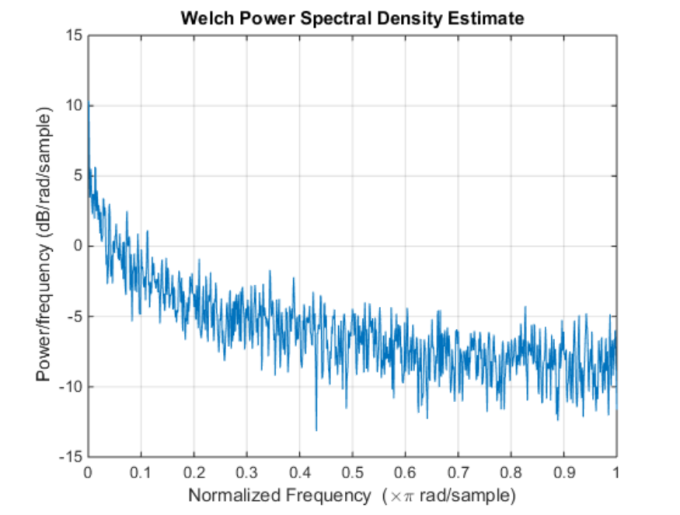 Welch Power Spectral Density Estimate
15
10
5
0
-5
-10
-15
Power/frequency (dB/rad/sample)
0 0.1 0.2 0.3 0.4 0.5 0.6 0.7 0.8 0.9 1
Normalized Frequency (×π rad/sample)